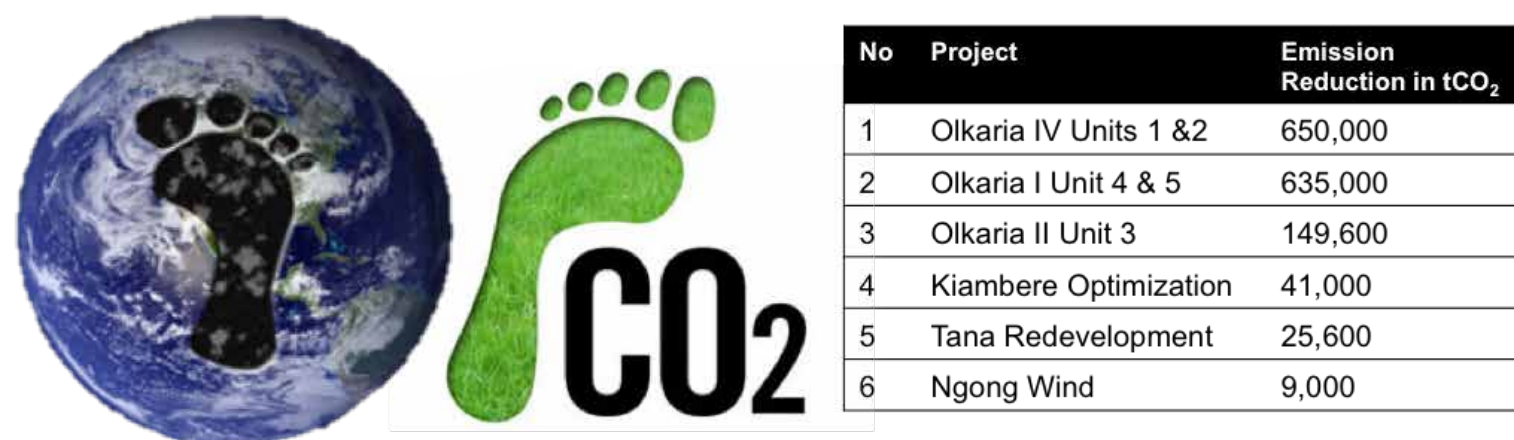 CO2
No Project Emission
Reduction in tCO₂
1 Olkaria IV Units 1 &2 650,000
2 Olkaria I Unit 4 & 5 635,000
3 Olkaria II Unit 3 149,600
4 Kiambere Optimization 41,000
5 Tana Redevelopment 25,600
6 Ngong Wind 9,000